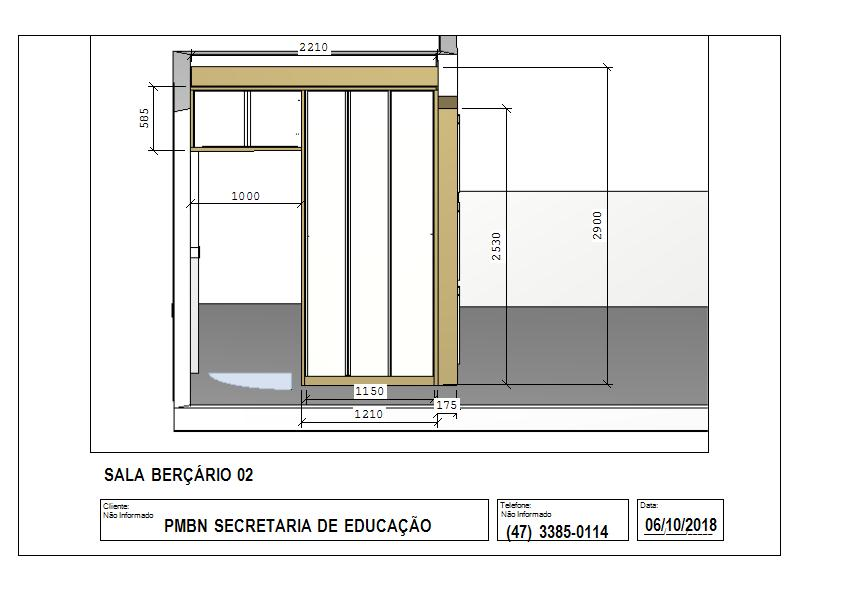 2210
585
1000
2530
2900
1150
175
1210
SALA BERÇÁRIO 02
Cliente:
Não Informado
PMBN SECRETARIA DE EDUCAÇÃO
Telefone:
Não Informado
(47) 3385-0114
Data:
06/10/2018